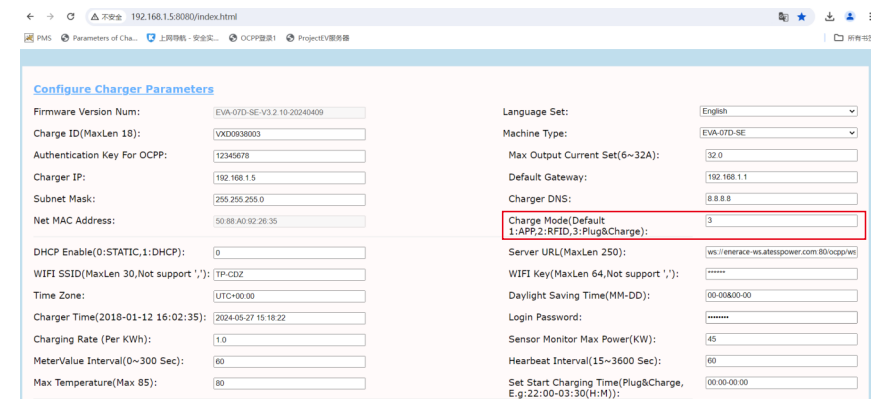 不安全 192.168.1.5:8080/index.html
PMS Parameters of Cha... 上网导航 - 安全实... OCPP登录1 ProjectEV服务器 所有书签
Configure Charger Parameters
Firmware Version Num: EVA-07D-SE-V3.2.10-20240409 Language Set: English
Charge ID(MaxLen 18): VXD0938003 Machine Type: EVA-07D-SE
Authentication Key For OCPP: 12345678 Max Output Current Set(6~32A): 32.0
Charger IP: 192.168.1.5 Default Gateway: 192.168.1.1
Subnet Mask: 255.255.255.0 Charger DNS: 8.8.8.8
Net MAC Address: 50:88:A0:92:26:35 Charge Mode(Default 3
1:APP,2:RFID,3:Plug&Charge):
DHCP Enable(0:STATIC,1:DHCP): 0 Server URL(MaxLen 250): ws://enerace-ws.atesspower.com:80/ocpp/ws
WIFI SSID(MaxLen 30,Not support ','): TP-CDZ WIFI Key(MaxLen 64,Not support ','): ••••••
Time Zone: UTC+00:00 Daylight Saving Time(MM-DD): 00-00&00-00
Charger Time(2018-01-12 16:02:35): 2024-05-27 15:18:22 Login Password: ••••••••
Charging Rate (Per KWh): 1.0 Sensor Monitor Max Power(KW): 45
MeterValue Interval(0~300 Sec): 60 Hearbeat Interval(15~3600 Sec): 60
Max Temperature(Max 85): 80 Set Start Charging Time(Plug&Charge, 00:00-00:00
E.g:22:00-03:30(H:M)):